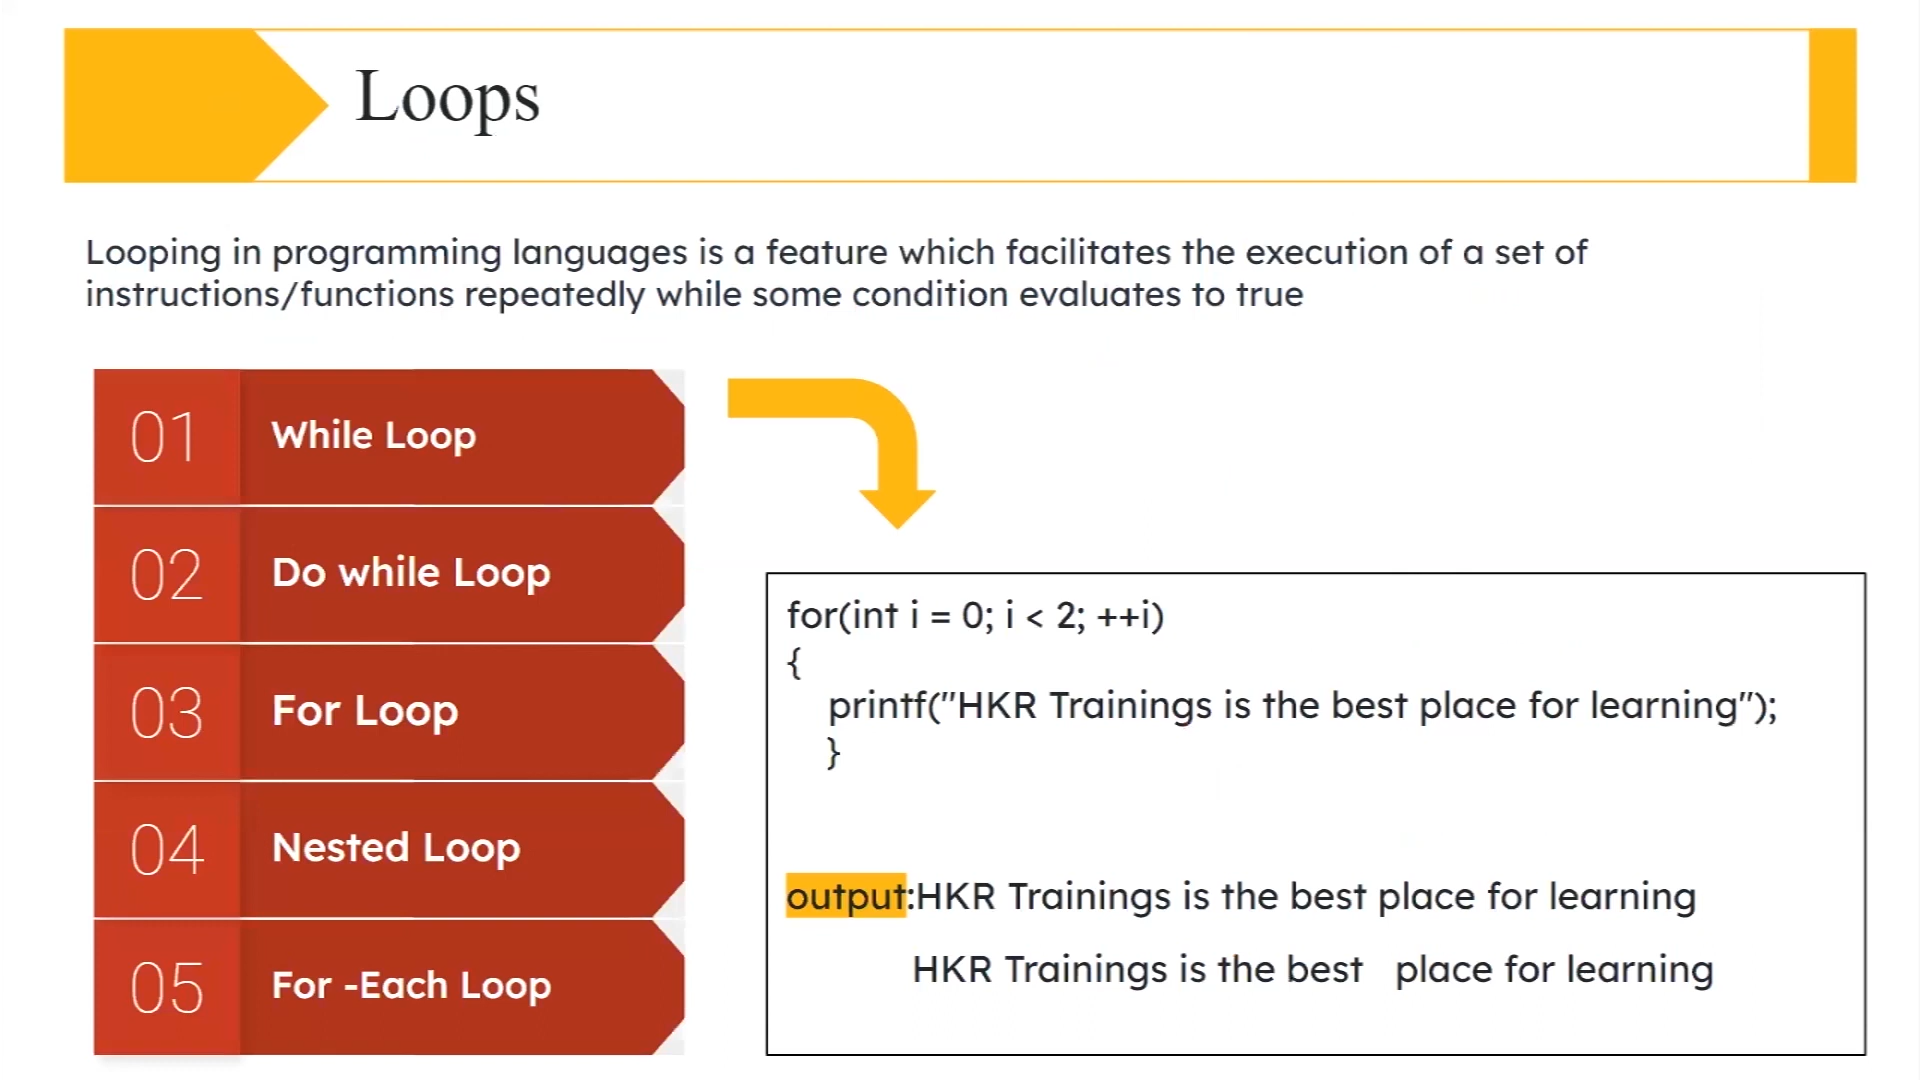 Loops
Looping in programming languages is a feature which facilitates the execution of a set of
instructions/functions repeatedly while some condition evaluates to true
01 While Loop
02 Do while Loop
03 For Loop
04 Nested Loop
05 For -Each Loop
for(int i = 0; i < 2; ++i)
{
printf("HKR Trainings is the best place for learning");
}
output:HKR Trainings is the best place for learning
HKR Trainings is the best place for learning